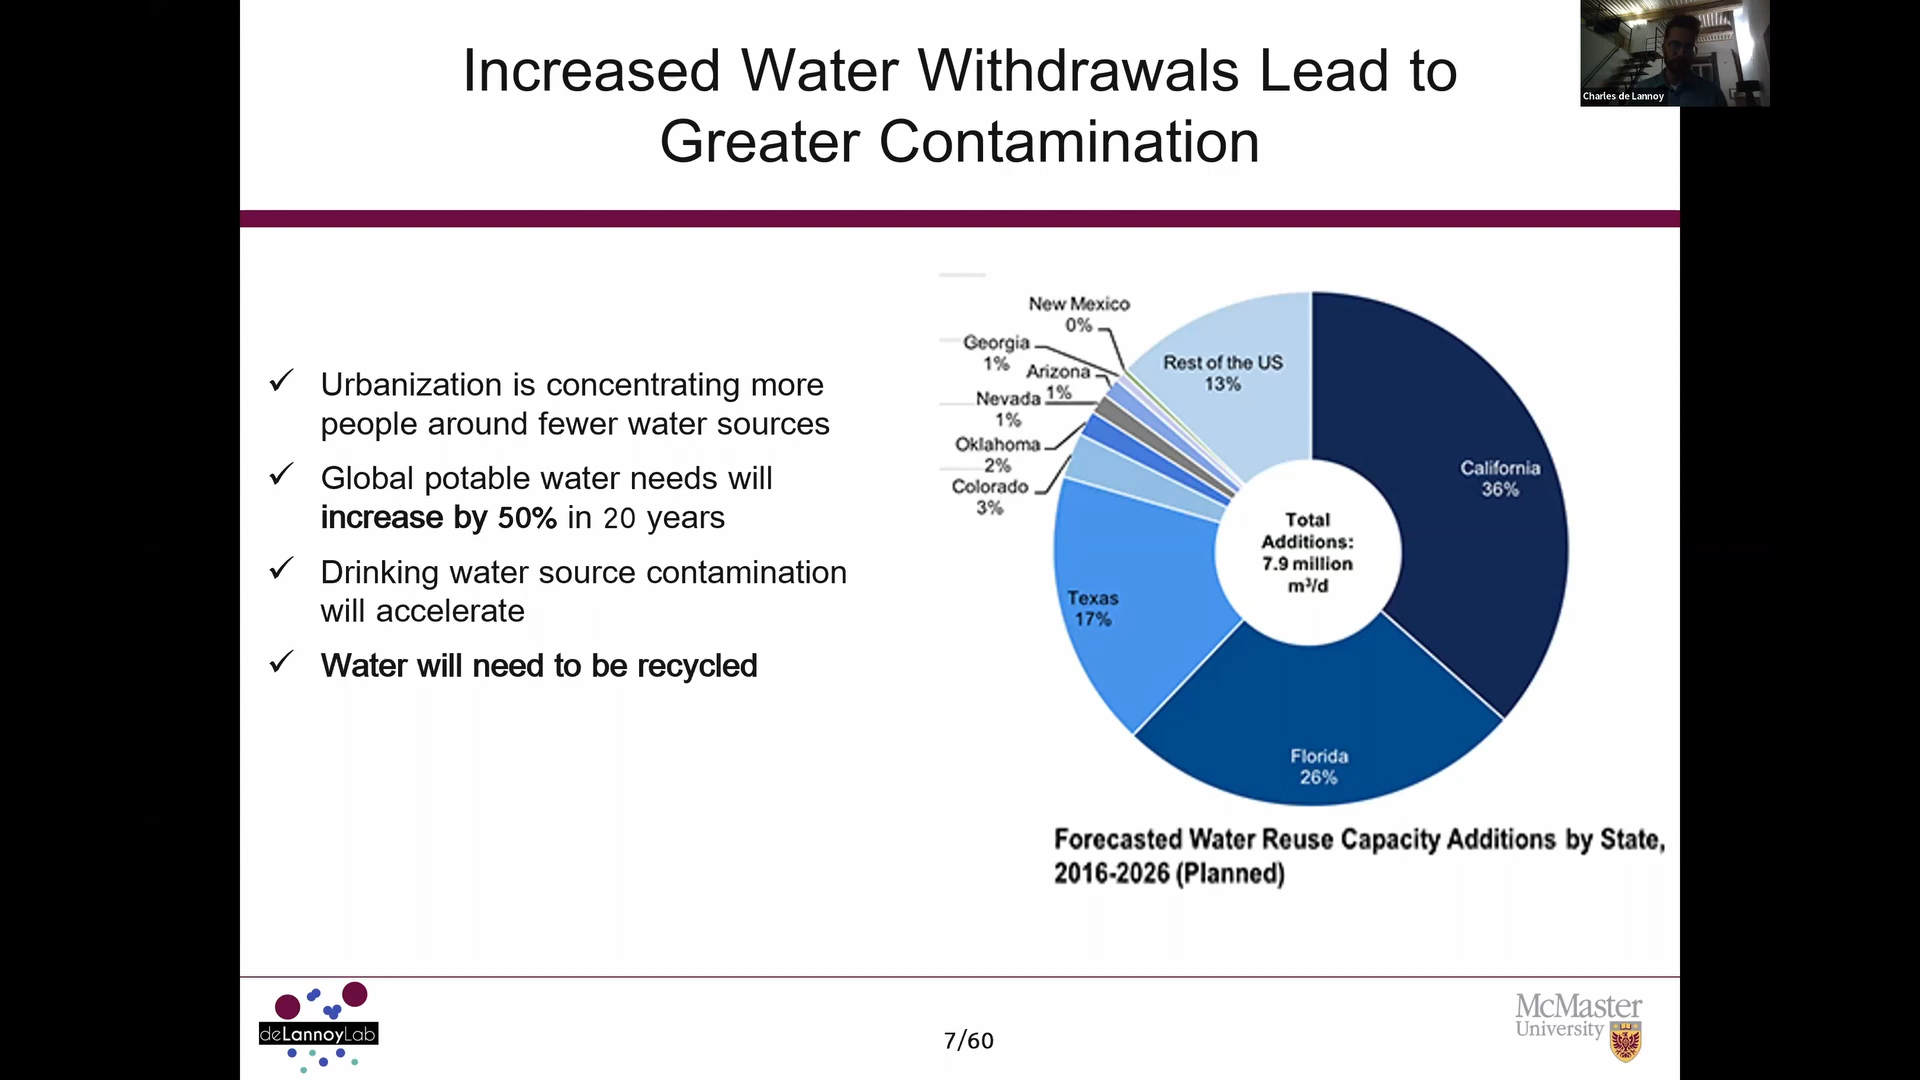 Increased Water Withdrawals Lead to
Greater Contamination
Charles de Lannoy
✓ Urbanization is concentrating more
people around fewer water sources
✓ Global potable water needs will
increase by 50% in 20 years
✓ Drinking water source contamination
will accelerate
✓ Water will need to be recycled
New Mexico
0%
Georgia
1%
Arizona
1%
Nevada
1%
Oklahoma
2%
Colorado
3%
Rest of the US
13%
California
36%
Total
Additions:
7.9 million
m³/d
Texas
17%
Florida
26%
Forecasted Water Reuse Capacity Additions by State,
2016-2026 (Planned)
deLannoyLab
7/60
McMaster
University